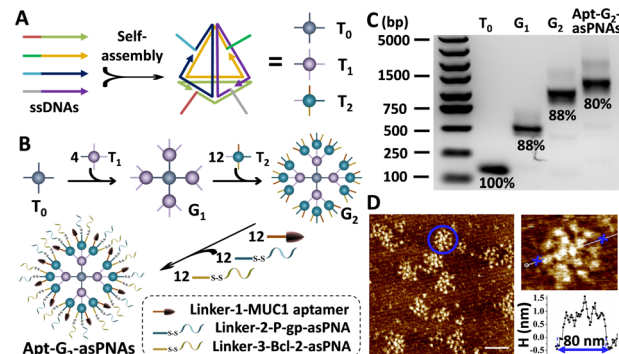 A
Self-
assembly
ssDNAs
=
T0
T1
T2
B
T0
4 T1
G1
12 T2
G2
12
12 s-s
12 s-s
Apt-G2-asPNAs
Linker-1-MUC1 aptamer
s-s Linker-2-P-gp-asPNA
s-s Linker-3-Bcl-2-asPNA
C (bp) T0 G1 G2 Apt-G2-
asPNAs
5000
1500
750
500
250
100
100%
88%
88%
80%
D
H (nm)
1.5
1.0
0.5
0.0
-0.5
80 nm